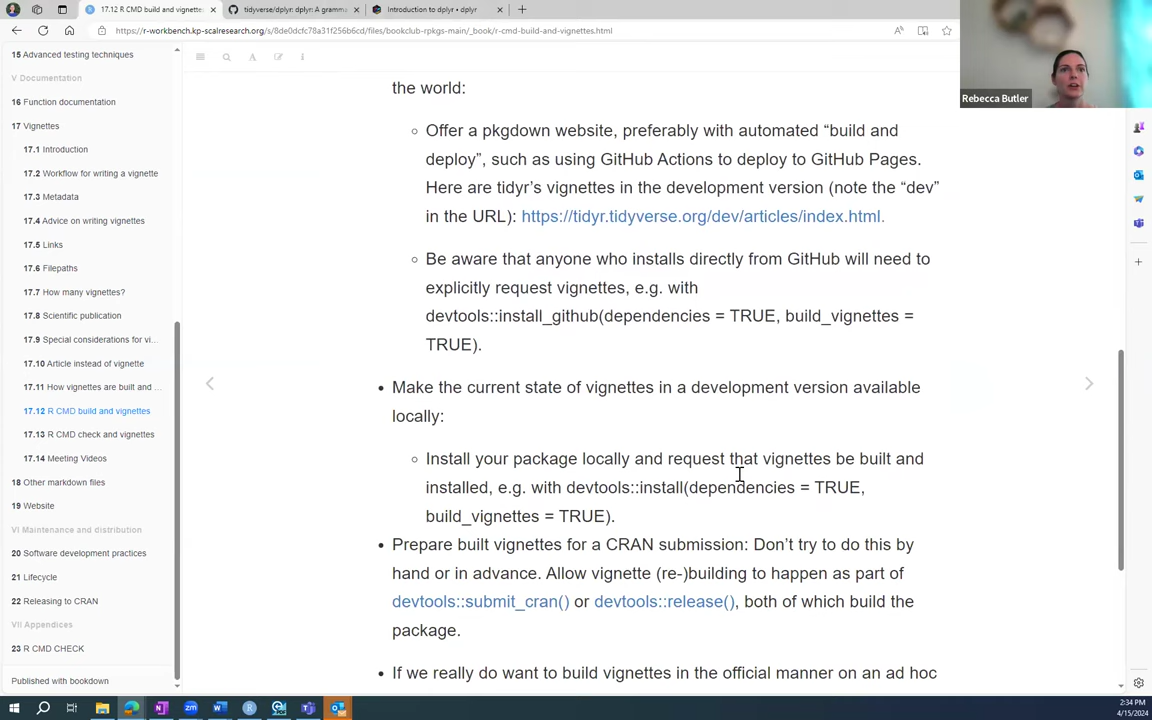 17.12 R CMD build and vignette
tidyverse/dplyr: dplyr: A gramma
Introduction to dplyr • dplyr
https://r-workbench.kp-scalresearch.org/s/8de0dcfc78a31f256b6cd/files/bookclub-rpkgs-main/_book/r-cmd-build-and-vignettes.html
Rebecca Butler
15 Advanced testing techniques
V Documentation
16 Function documentation
17 Vignettes
17.1 Introduction
17.2 Workflow for writing a vignette
17.3 Metadata
17.4 Advice on writing vignettes
17.5 Links
17.6 Filepaths
17.7 How many vignettes?
17.8 Scientific publication
17.9 Special considerations for vi…
17.10 Article instead of vignette
17.11 How vignettes are built and …
17.12 R CMD build and vignettes
17.13 R CMD check and vignettes
17.14 Meeting Videos
18 Other markdown files
19 Website
VI Maintenance and distribution
20 Software development practices
21 Lifecycle
22 Releasing to CRAN
VII Appendices
23 R CMD CHECK
Published with bookdown
the world:
Offer a pkgdown website, preferably with automated “build and
deploy”, such as using GitHub Actions to deploy to GitHub Pages.
Here are tidyr’s vignettes in the development version (note the “dev”
in the URL): https://tidyr.tidyverse.org/dev/articles/index.html.
Be aware that anyone who installs directly from GitHub will need to
explicitly request vignettes, e.g. with
devtools::install_github(dependencies = TRUE, build_vignettes =
TRUE).
Make the current state of vignettes in a development version available
locally:
Install your package locally and request that vignettes be built and
installed, e.g. with devtools::install(dependencies = TRUE,
build_vignettes = TRUE).
Prepare built vignettes for a CRAN submission: Don’t try to do this by
hand or in advance. Allow vignette (re-)building to happen as part of
devtools::submit_cran() or devtools::release(), both of which build the
package.
If we really do want to build vignettes in the official manner on an ad hoc
2:34 PM
4/15/2024